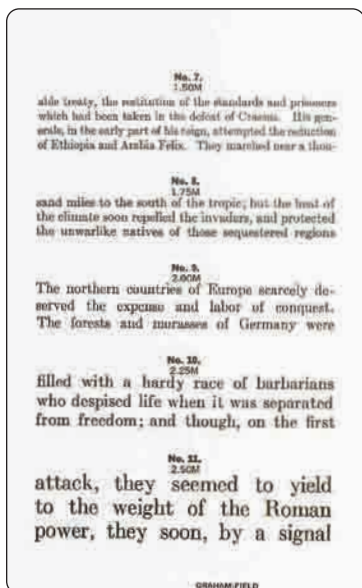 No. 7.
1.50M
able treaty, the restitution of the standards and prisoners
which had been taken in the defeat of Crassus. His gen-
erals, in the early part of his reign, attempted the reduction
of Ethiopia and Arabia Felix. They marched near a thou-
No. 8.
1.75M
sand miles to the south of the tropic; but the heat of
the climate soon repelled the invaders, and protected
the unwarlike natives of those sequestered regions
No. 9.
2.00M
The northern countries of Europe scarcely de-
served the expense and labor of conquest.
The forests and morasses of Germany were
No. 10.
2.25M
filled with a hardy race of barbarians
who despised life when it was separated
from freedom; and though, on the first
No. 11.
2.50M
attack, they seemed to yield
to the weight of the Roman
power, they soon, by a signal
GRAHAM-FIELD